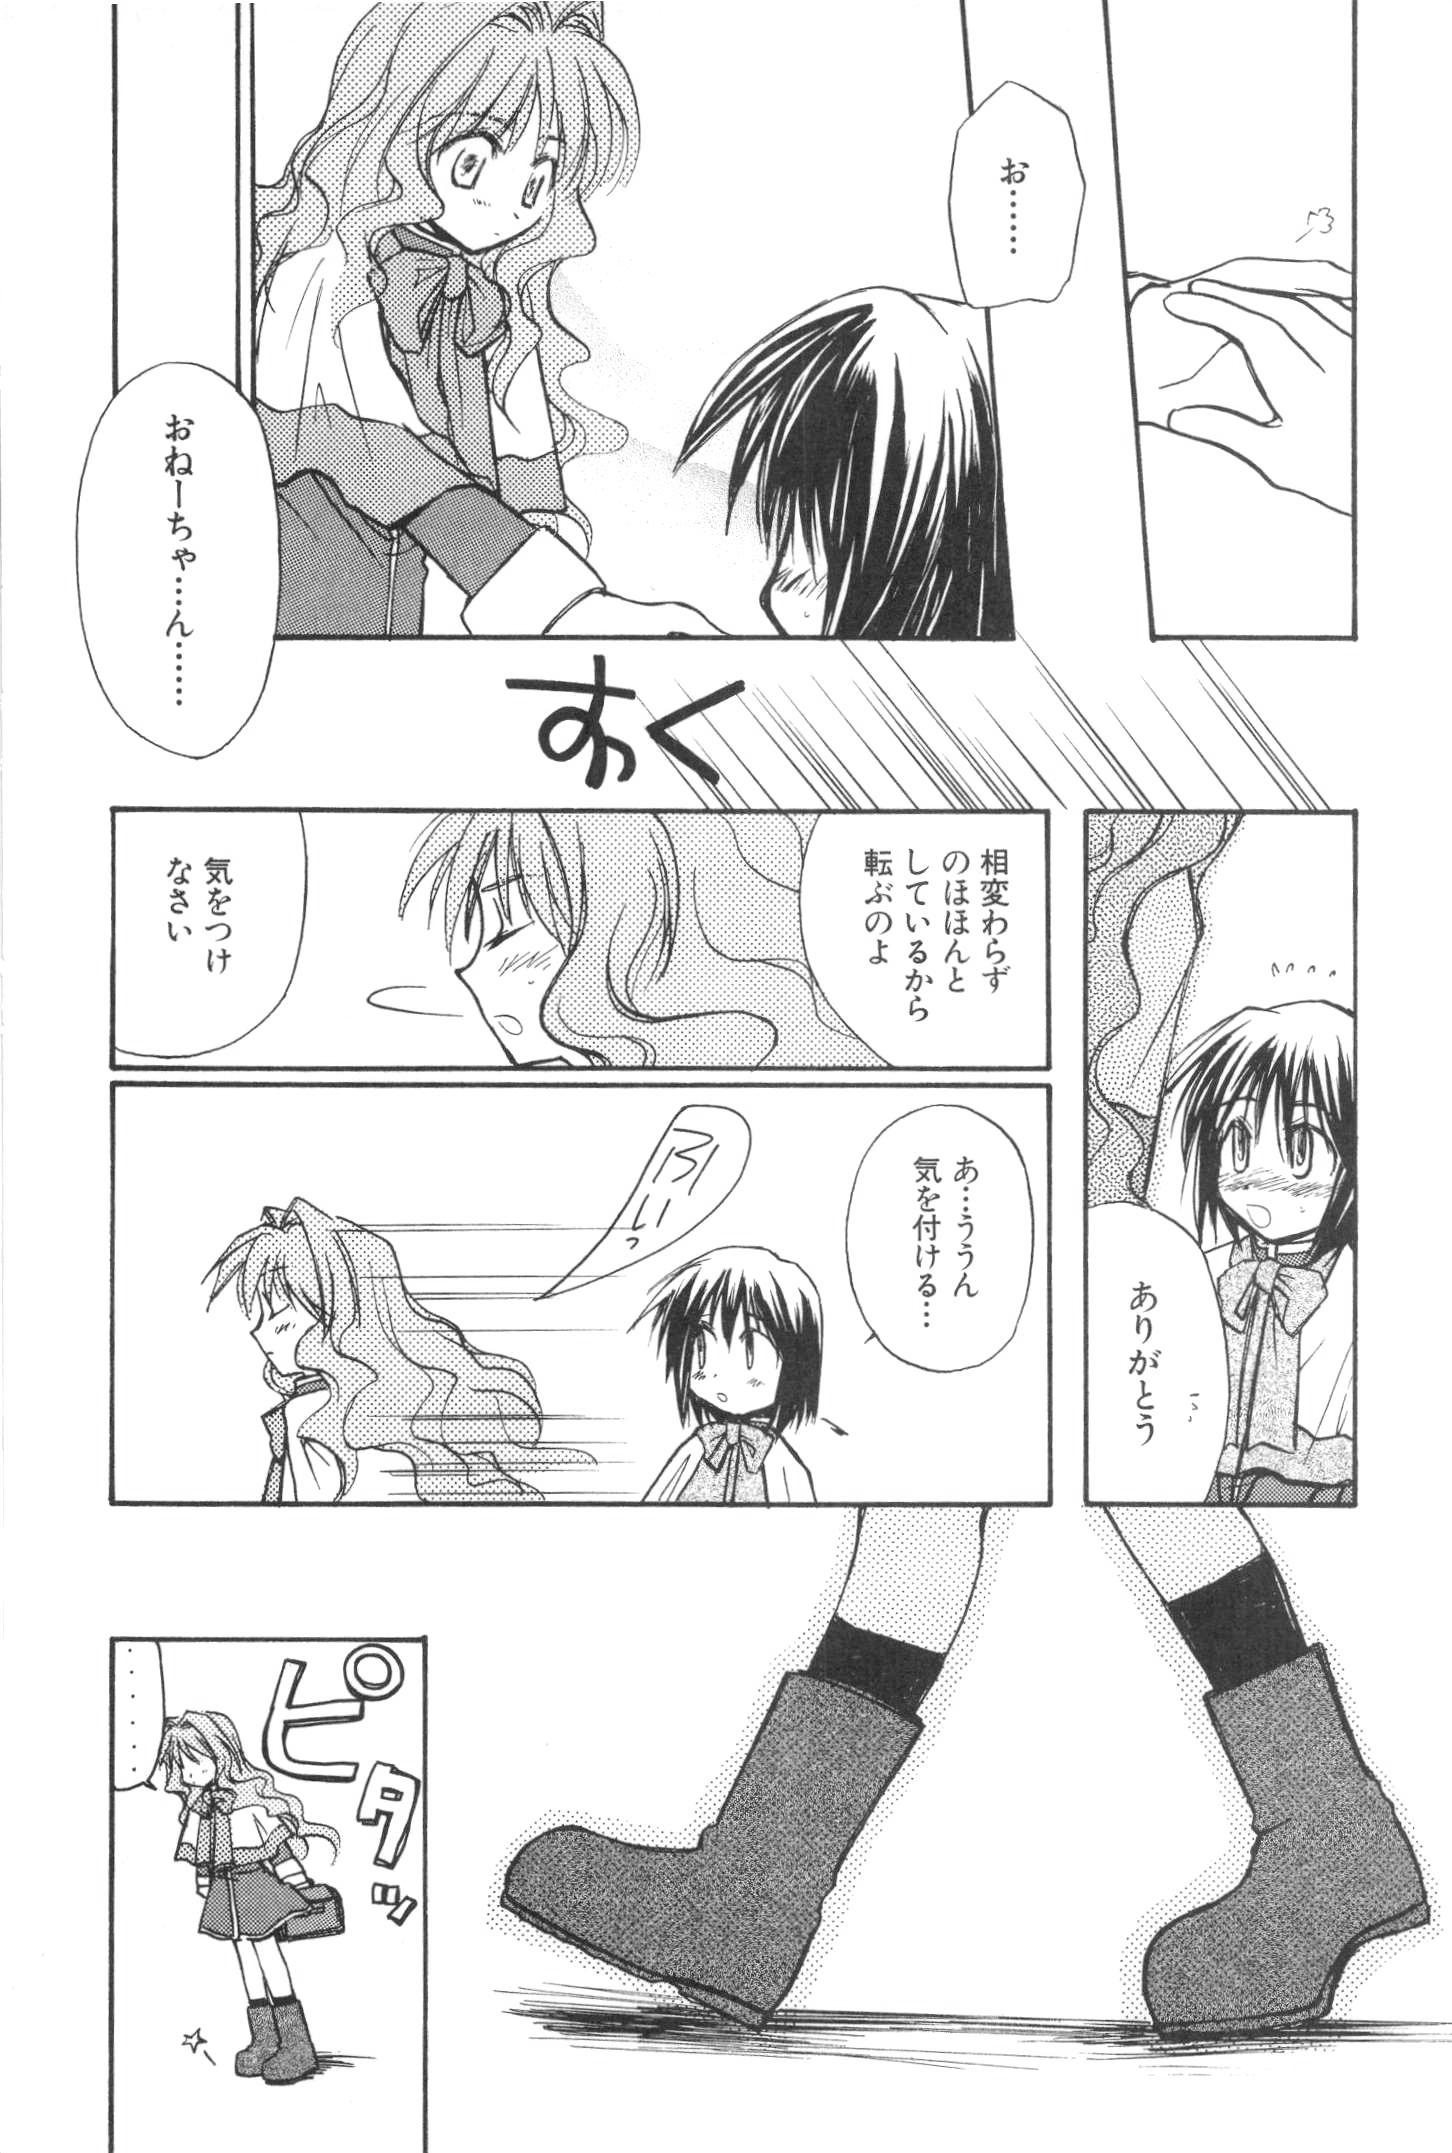 お……
おねーちゃ…ん……
すく
ありがとう
相変わらず
のほほんと
しているから
転ぶのよ
気をつけ
なさい
あ…ううん
気を付ける…
ふいっ
ピタッ
……